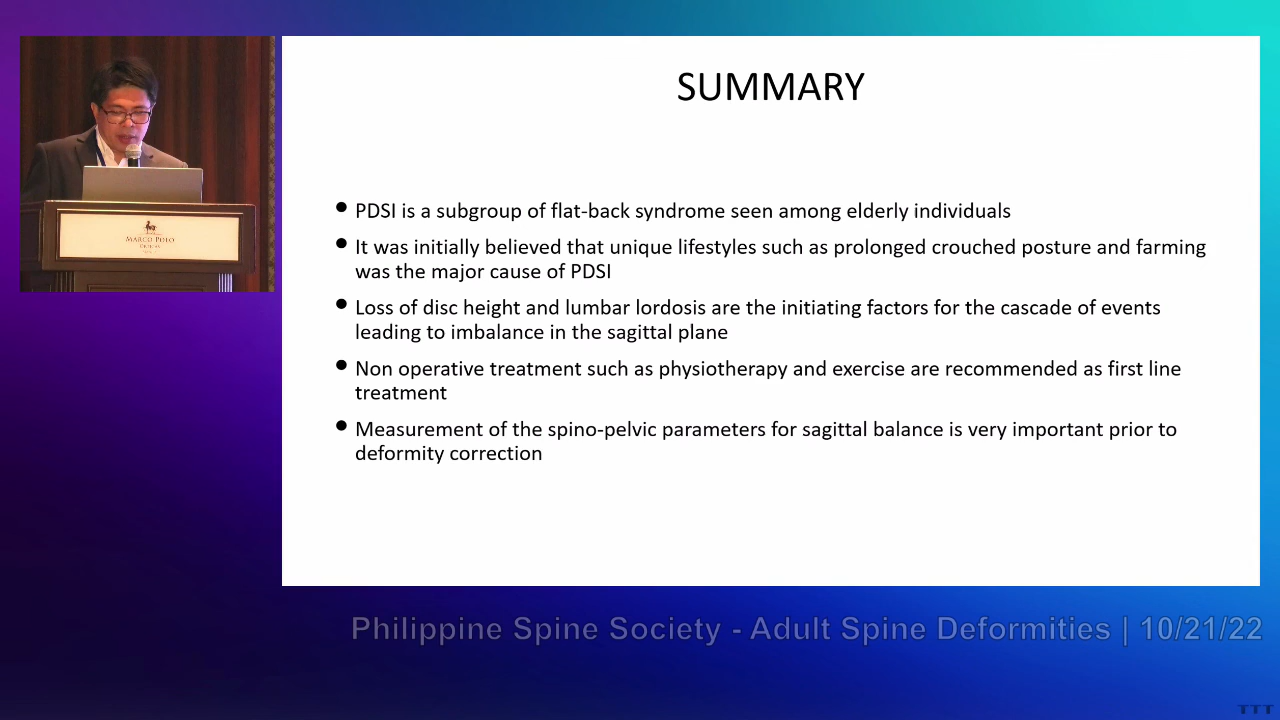 SUMMARY
• PDSI is a subgroup of flat-back syndrome seen among elderly individuals
• It was initially believed that unique lifestyles such as prolonged crouched posture and farming
was the major cause of PDSI
• Loss of disc height and lumbar lordosis are the initiating factors for the cascade of events
leading to imbalance in the sagittal plane
• Non operative treatment such as physiotherapy and exercise are recommended as first line
treatment
• Measurement of the spino-pelvic parameters for sagittal balance is very important prior to
deformity correction
MARCO POLO
Philippine Spine Society - Adult Spine Deformities | 10/21/22
TTT